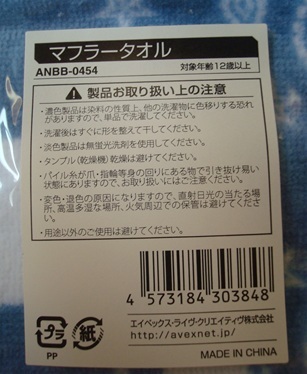 マフラータオル
ANBB-0454 対象年齢12歳以上
製品お取り扱い上の注意
・濃色製品は染料の性質上、他の洗濯物に色移りする恐れ
がありますので、単品で洗濯してください。
・洗濯後はすぐに形を整えて干してください。
・淡色製品は無蛍光洗剤を使用してください。
・タンブル(乾燥機)乾燥は避けてください。
・パイル糸が爪・指輪等身の回りにある物で引き抜け易い
状態にありますので、お取り扱いにはご注意ください。
・変色・退色の原因になりますので、直射日光の当たる場
所、高温多湿な場所、火気周辺での保管は避けてください。
・用途以外のご使用は避けてください。
4 573184 303848
プラ
紙
PP
エイベックス・ライヴ・クリエイティヴ株式会社
http://avexnet.jp/
MADE IN CHINA